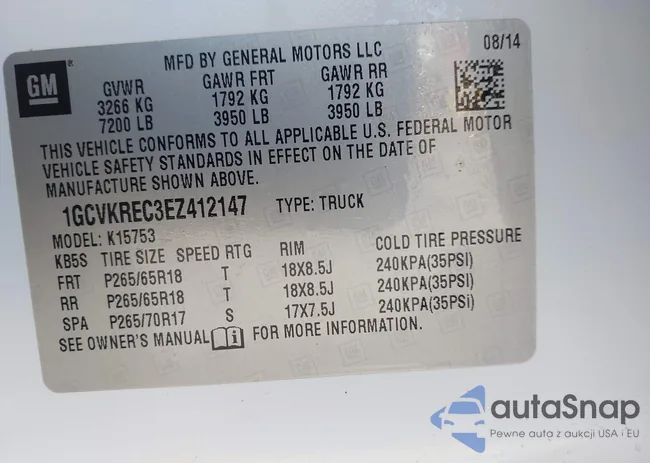 GM ®
MFD BY GENERAL MOTORS LLC 08/14
GVWR GAWR FRT GAWR RR
3266 KG 1792 KG 1792 KG
7200 LB 3950 LB 3950 LB
THIS VEHICLE CONFORMS TO ALL APPLICABLE U.S. FEDERAL MOTOR
VEHICLE SAFETY STANDARDS IN EFFECT ON THE DATE OF
MANUFACTURE SHOWN ABOVE.
1GCVKREC3EZ412147 TYPE: TRUCK
MODEL: K15753
KB5S TIRE SIZE SPEED RTG RIM COLD TIRE PRESSURE
FRT P265/65R18 T 18X8.5J 240KPA(35PSI)
RR P265/65R18 T 18X8.5J 240KPA(35PSI)
SPA P265/70R17 S 17X7.5J 240KPA(35PSi)
SEE OWNER'S MANUAL FOR MORE INFORMATION.
autaSnap
Pewne auta z aukcji USA i EU